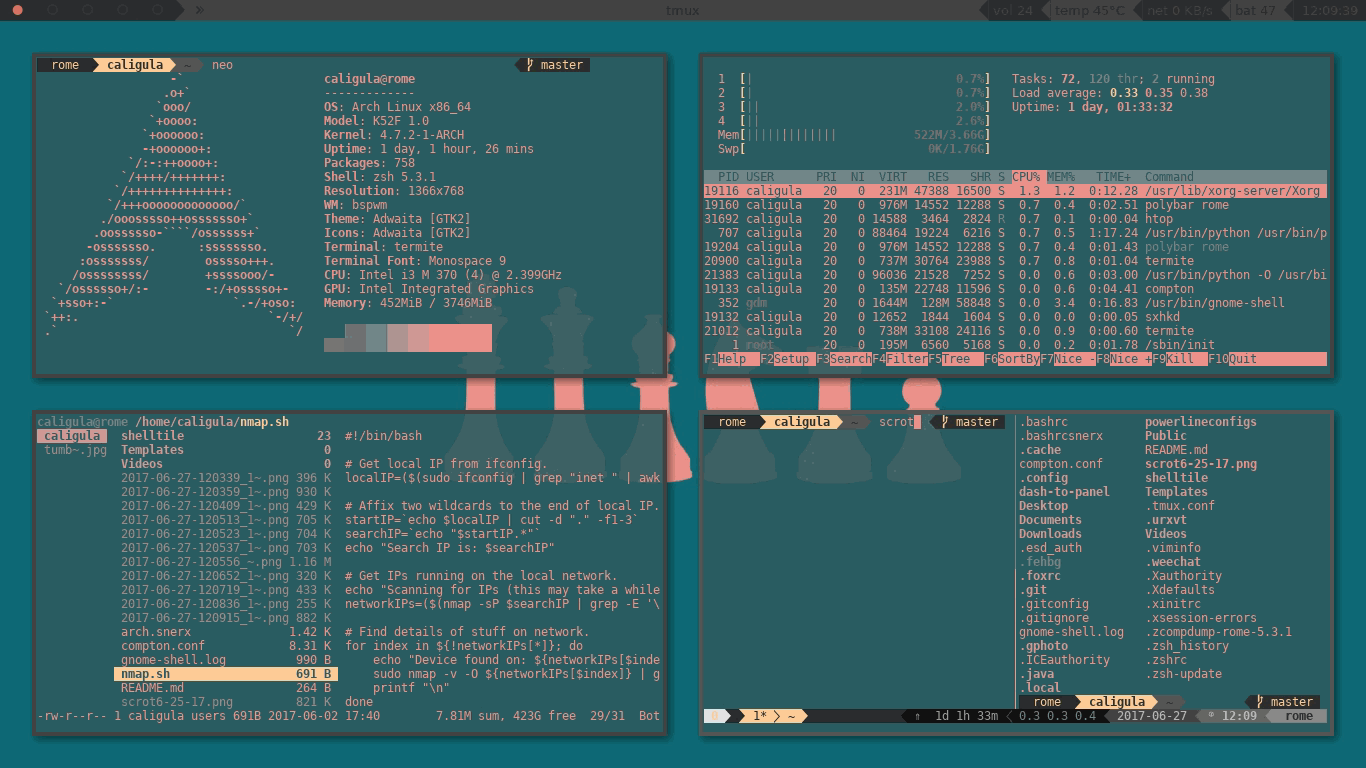 » tmux vol 24 temp 45°C net 0 KB/s bat 47 12:09:39
rome caligula ~ neo master
caligula@rome
-------------
OS: Arch Linux x86_64
Model: K52F 1.0
Kernel: 4.7.2-1-ARCH
Uptime: 1 day, 1 hour, 26 mins
Packages: 758
Shell: zsh 5.3.1
Resolution: 1366x768
WM: bspwm
Theme: Adwaita [GTK2]
Icons: Adwaita [GTK2]
Terminal: termite
Terminal Font: Monospace 9
CPU: Intel i3 M 370 (4) @ 2.399GHz
GPU: Intel Integrated Graphics
Memory: 452MiB / 3746MiB
-`
.o+`
`ooo/
`+oooo:
`+oooooo:
-+oooooo+:
`/:-:++oooo+:
`/++++/+++++++:
`/++++++++++++++:
`/+++ooooooooooooo/`
./ooosssso++osssssso+`
.oossssso-````/ossssss+`
-osssssso. :ssssssso.
:osssssss/ osssso+++.
/ossssssss/ +ssssooo/-
`/ossssso+/:- -:/+osssso+-
`+sso+:-` `.-/+oso:
`++:. `-/+/
.` `/
1 [| 0.7%] Tasks: 72, 120 thr; 2 running
2 [| 0.7%] Load average: 0.33 0.35 0.38
3 [|| 2.0%] Uptime: 1 day, 01:33:32
4 [|| 2.6%]
Mem[||||||||||||| 522M/3.66G]
Swp[ 0K/1.76G]
PID USER PRI NI VIRT RES SHR S CPU% MEM% TIME+ Command
19116 caligula 20 0 231M 47388 16500 S 1.3 1.2 0:12.28 /usr/lib/xorg-server/Xorg
19160 caligula 20 0 976M 14552 12288 S 0.7 0.4 0:02.51 polybar rome
31692 caligula 20 0 14588 3464 2824 R 0.7 0.1 0:00.04 htop
707 caligula 20 0 88464 19224 6216 S 0.7 0.5 1:17.24 /usr/bin/python /usr/bin/p
19204 caligula 20 0 976M 14552 12288 S 0.7 0.4 0:01.43 polybar rome
20900 caligula 20 0 737M 30764 23988 S 0.7 0.8 0:01.04 termite
21383 caligula 20 0 96036 21528 7252 S 0.0 0.6 0:03.00 /usr/bin/python -O /usr/bi
19133 caligula 20 0 135M 22748 11596 S 0.0 0.6 0:04.41 compton
352 gdm 20 0 1644M 128M 58848 S 0.0 3.4 0:16.83 /usr/bin/gnome-shell
19132 caligula 20 0 12652 1844 1604 S 0.0 0.0 0:00.05 sxhkd
21012 caligula 20 0 738M 33108 24116 S 0.0 0.9 0:00.60 termite
1 root 20 0 195M 6560 5168 S 0.0 0.2 0:01.78 /sbin/init
F1Help F2Setup F3SearchF4FilterF5Tree F6SortByF7Nice -F8Nice +F9Kill F10Quit
caligula@rome /home/caligula/nmap.sh
caligula shelltile 23 #!/bin/bash
tumb~.jpg Templates 0
Videos 0 # Get local IP from ifconfig.
2017-06-27-120339_1~.png 396 K localIP=($(sudo ifconfig | grep "inet " | awk
2017-06-27-120359_1~.png 930 K
2017-06-27-120409_1~.png 429 K # Affix two wildcards to the end of local IP.
2017-06-27-120513_1~.png 705 K startIP=`echo $localIP | cut -d "." -f1-3`
2017-06-27-120523_1~.png 704 K searchIP=`echo "$startIP.*"`
2017-06-27-120537_1~.png 703 K echo "Search IP is: $searchIP"
2017-06-27-120556_~.png 1.16 M
2017-06-27-120652_1~.png 320 K # Get IPs running on the local network.
2017-06-27-120719_1~.png 433 K echo "Scanning for IPs (this may take a while
2017-06-27-120836_1~.png 255 K networkIPs=($(nmap -sP $searchIP | grep -E '\
2017-06-27-120915_1~.png 882 K
arch.snerx 1.42 K # Find details of stuff on network.
compton.conf 8.31 K for index in ${!networkIPs[*]}; do
gnome-shell.log 990 B echo "Device found on: ${networkIPs[$inde
nmap.sh 691 B sudo nmap -v -O ${networkIPs[$index]} | g
README.md 264 B printf "\n"
scrot6-25-17.png 821 K done
-rw-r--r-- 1 caligula users 691B 2017-06-02 17:40 7.81M sum, 423G free 29/31 Bot
rome caligula ~ scrot master
.bashrc powerlineconfigs
.bashrcsnerx Public
.cache README.md
compton.conf scrot6-25-17.png
.config shelltile
dash-to-panel Templates
Desktop .tmux.conf
Documents .urxvt
Downloads Videos
.esd_auth .viminfo
.fehbg .weechat
.foxrc .Xauthority
.git .Xdefaults
.gitconfig .xinitrc
.gitignore .xsession-errors
gnome-shell.log .zcompdump-rome-5.3.1
.gphoto .zsh_history
.ICEauthority .zshrc
.java .zsh-update
.local
rome caligula ~ master
0 1* ~ ⇑ 1d 1h 33m 0.3 0.3 0.4 2017-06-27 12:09 rome